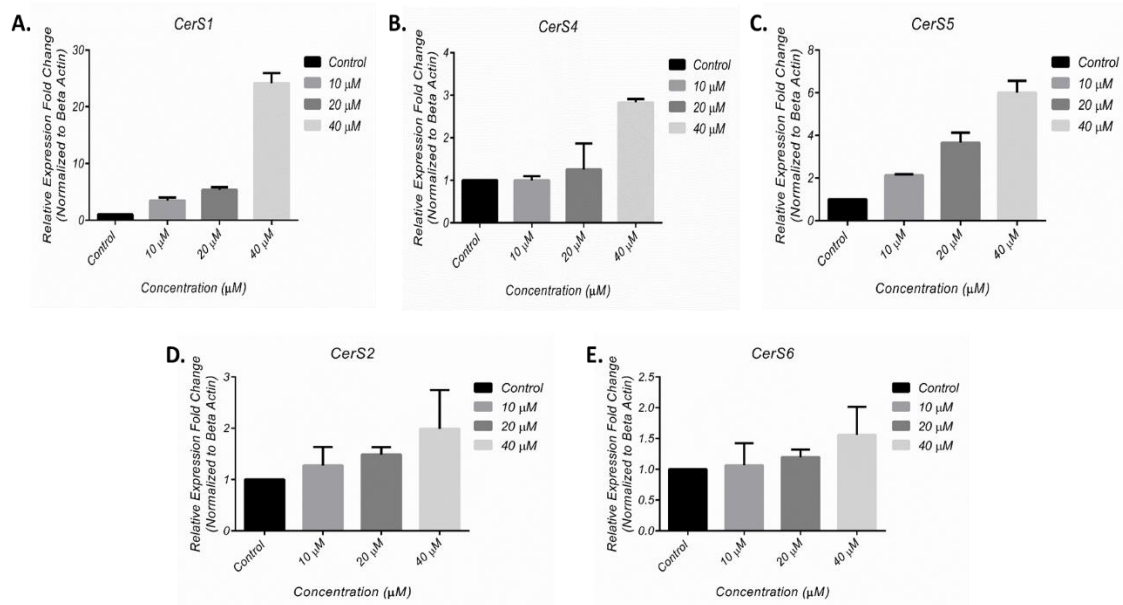 A.
CerS1
Relative Expression Fold Change
(Normalized to Beta Actin)
30
20
10
0
Control
10 μM
20 μM
40 μM
Control
10 μM
20 μM
40 μM
Concentration (μM)
B.
CerS4
Relative Expression Fold Change
(Normalized to Beta Actin)
4
3
2
1
0
Control
10 μM
20 μM
40 μM
Control
10 μM
20 μM
40 μM
Concentration (μM)
C.
CerS5
Relative Expression Fold Change
(Normalized to Beta Actin)
8
6
4
2
0
Control
10 μM
20 μM
40 μM
Control
10 μM
20 μM
40 μM
Concentration (μM)
D.
CerS2
Relative Expression Fold Change
(Normalized to Beta Actin)
3
2
1
0
Control
10 μM
20 μM
40 μM
Control
10 μM
20 μM
40 μM
Concentration (μM)
E.
CerS6
Relative Expression Fold Change
(Normalized to Beta Actin)
2.5
2.0
1.5
1.0
0.5
0.0
Control
10 μM
20 μM
40 μM
Control
10 μM
20 μM
40 μM
Concentration (μM)